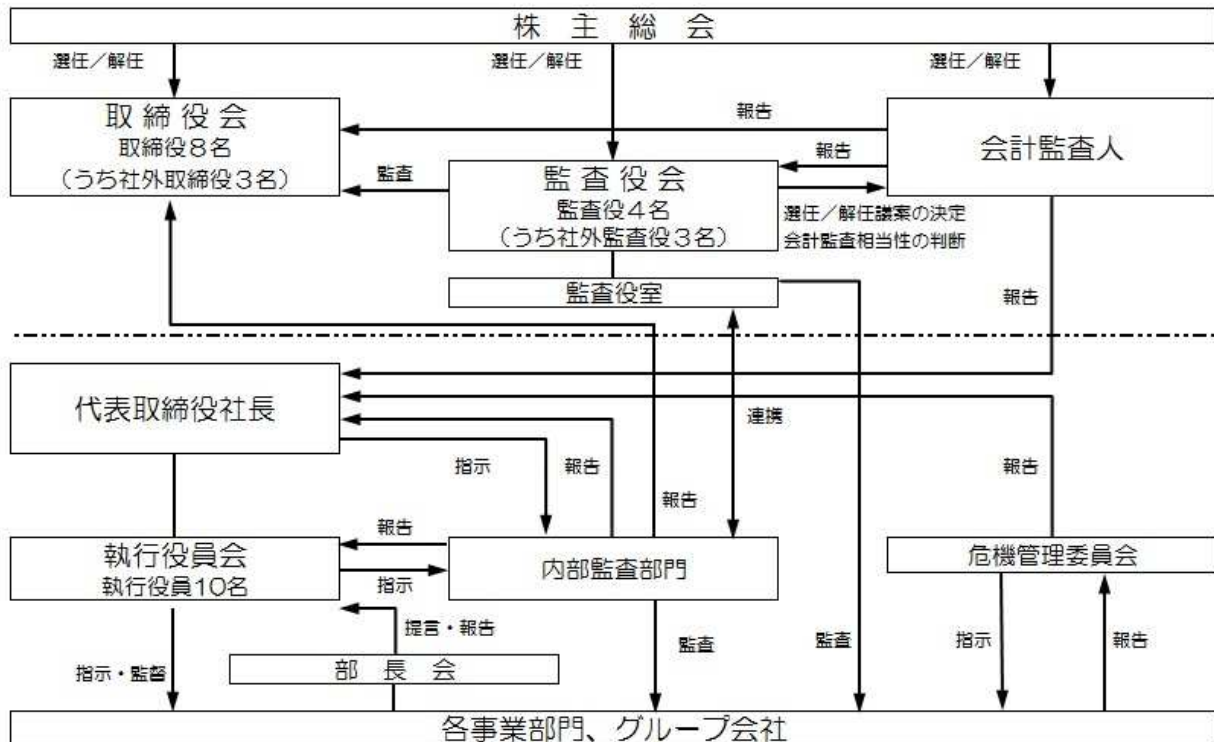 株主総会
選任／解任
選任／解任
選任／解任
取締役会
取締役8名
（うち社外取締役3名）
報告
会計監査人
報告
監査
監査役会
監査役4名
（うち社外監査役3名）
選任／解任議案の決定
会計監査相当性の判断
監査役室
報告
代表取締役社長
連携
指示
報告
報告
報告
報告
執行役員会
執行役員10名
指示
内部監査部門
危機管理委員会
提言・報告
指示・監督
部長会
監査
監査
指示
報告
各事業部門、グループ会社